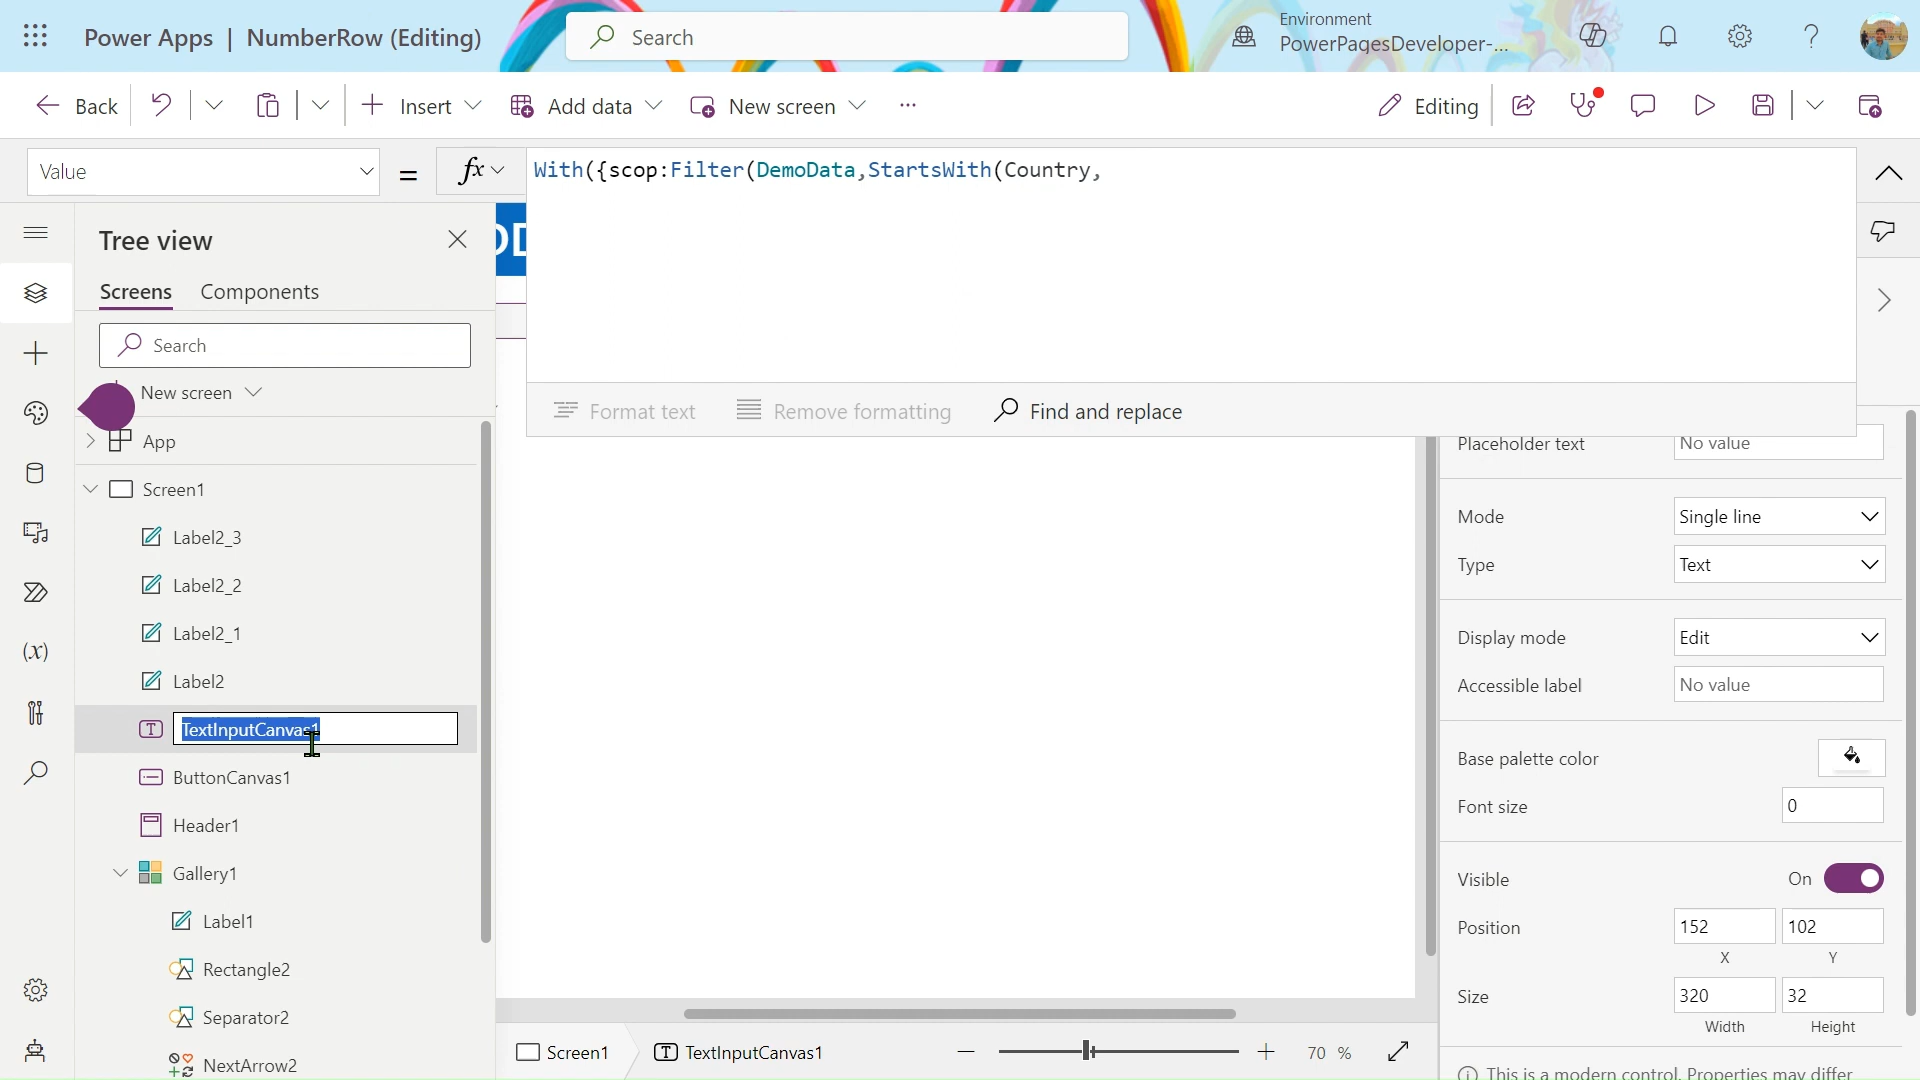 Power Apps | NumberRow (Editing)
Search
Environment
PowerPagesDeveloper-...
Back
Insert
Add data
New screen
Editing
Value
=
fx
With({scop:Filter(DemoData,StartsWith(Country,
Tree view
Screens
Components
Search
New screen
Format text
Remove formatting
Find and replace
App
Screen1
Label2_3
Label2_2
Label2_1
Label2
TextInputCanvas1
ButtonCanvas1
Header1
Gallery1
Label1
Rectangle2
Separator2
NextArrow2
Placeholder text
No value
Mode
Single line
Type
Text
Display mode
Edit
Accessible label
No value
Base palette color
Font size
0
Visible
On
Position
152
102
X
Y
Size
320
32
Width
Height
This is a modern control. Properties may differ
Screen1
TextInputCanvas1
70 %